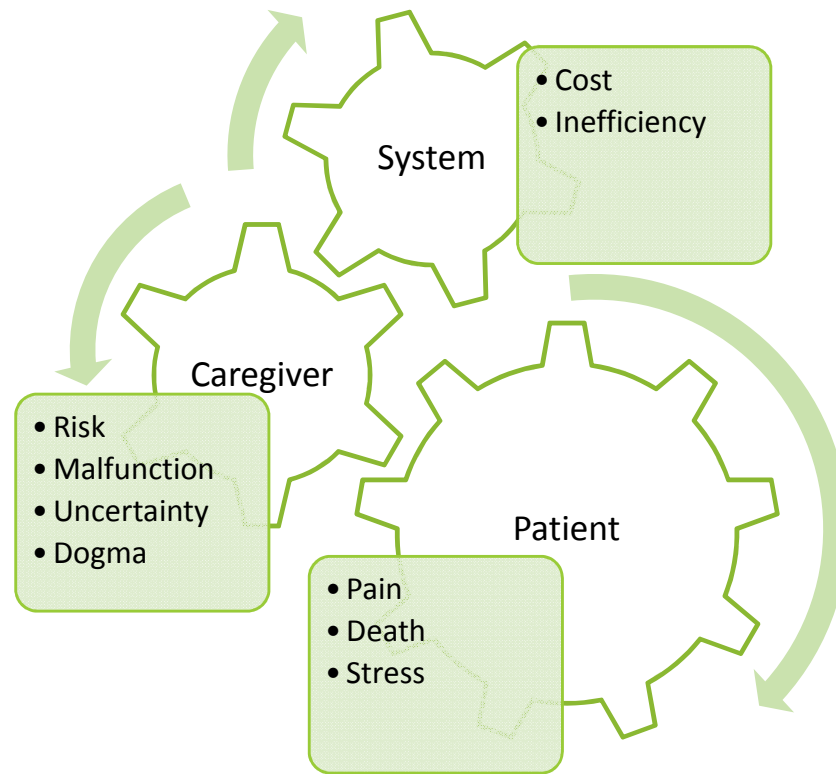 System
• Cost
• Inefficiency
Caregiver
• Risk
• Malfunction
• Uncertainty
• Dogma
Patient
• Pain
• Death
• Stress